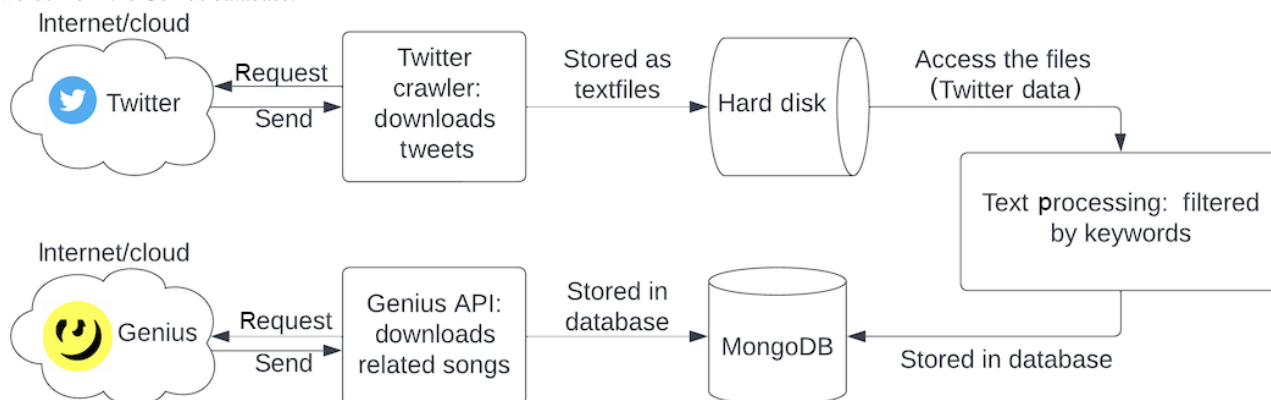 Internet/cloud
Twitter
Request
Send
Twitter
crawler:
downloads
tweets
Stored as
textfiles
Hard disk
Access the files
(Twitter data)
Text processing: filtered
by keywords
Internet/cloud
Genius
Request
Send
Genius API:
downloads
related songs
Stored in
database
MongoDB
Stored in database